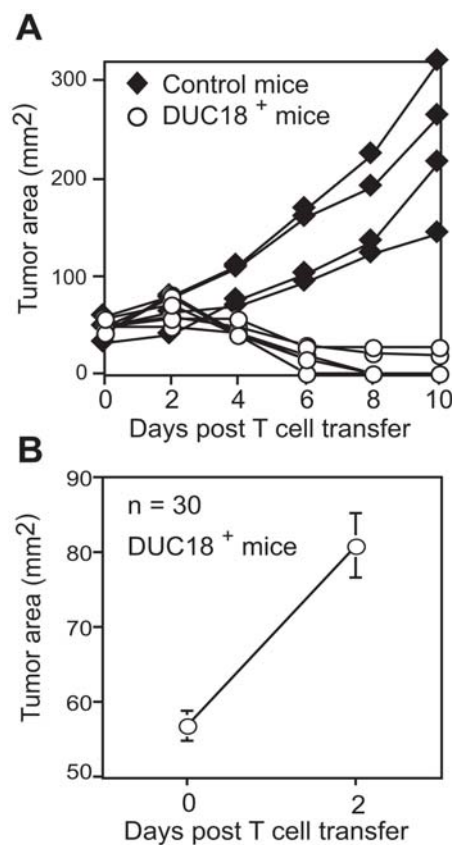 A
Tumor area (mm2)
300
200
100
0
Control mice
DUC18 + mice
0 2 4 6 8 10
Days post T cell transfer
B
Tumor area (mm2)
90
80
70
60
50
n = 30
DUC18 + mice
0 2
Days post T cell transfer